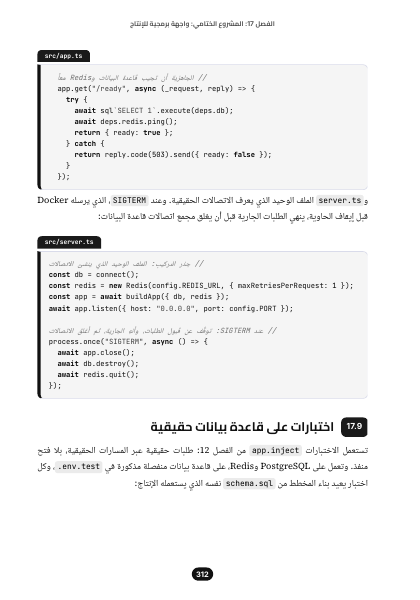 الفصل 17: المشروع الختامي: واجهة برمجية للإنتاج
src/app.ts
// الجاهزية أن تجيب قاعدة البيانات وRedis معاً
app.get("/ready", async (_request, reply) => {
try {
await sql`SELECT 1`.execute(deps.db);
await deps.redis.ping();
return { ready: true };
} catch {
return reply.code(503).send({ ready: false });
}
});
و server.ts الملف الوحيد الذي يعرف الاتصالات الحقيقية. وعند SIGTERM، الذي يرسله Docker
قبل إيقاف الحاوية، ينهي الطلبات الجارية قبل أن يغلق مجمع اتصالات قاعدة البيانات:
src/server.ts
// جذر التركيب: الملف الوحيد الذي ينشئ الاتصالات
const db = connect();
const redis = new Redis(config.REDIS_URL, { maxRetriesPerRequest: 1 });
const app = await buildApp({ db, redis });
await app.listen({ host: "0.0.0.0", port: config.PORT });
// عند SIGTERM: توقّف عن قبول الطلبات، وأنهِ الجارية، ثم أغلق الاتصالات
process.once("SIGTERM", async () => {
await app.close();
await db.destroy();
await redis.quit();
});
17.9 اختبارات على قاعدة بيانات حقيقية
تستعمل الاختبارات app.inject من الفصل 12: طلبات حقيقية عبر المسارات الحقيقية، بلا فتح
منفذ. وتعمل على PostgreSQL وRedis، على قاعدة بيانات منفصلة مذكورة في .env.test، وكل
اختبار يعيد بناء المخطط من schema.sql نفسه الذي يستعمله الإنتاج:
312